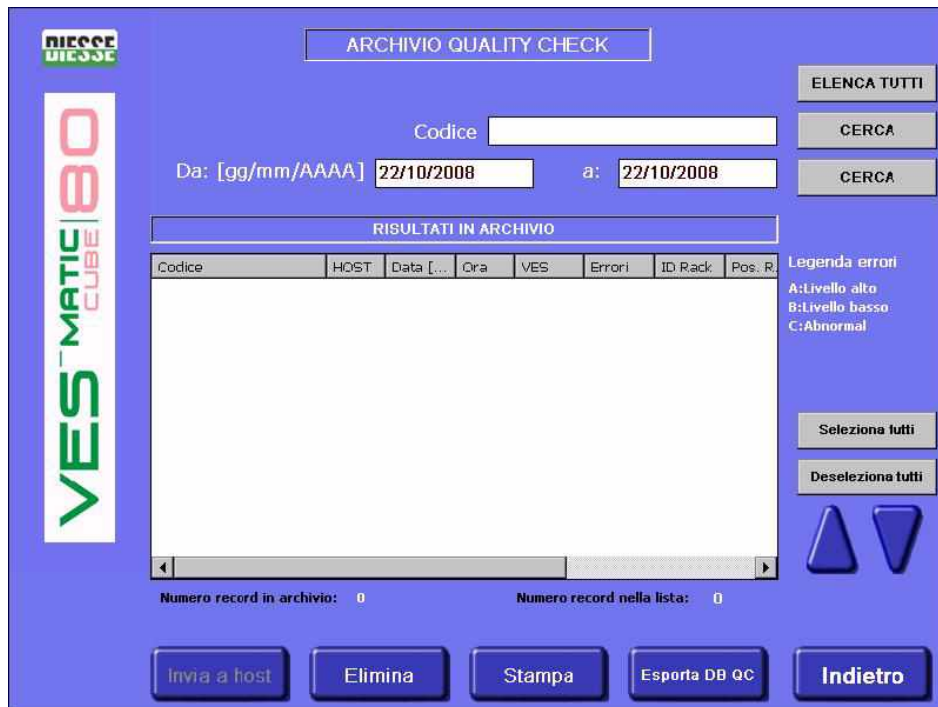 DIESSE
ARCHIVIO QUALITY CHECK
ELENCA TUTTI
Codice
CERCA
Da: [gg/mm/AAAA] 22/10/2008 a: 22/10/2008
CERCA
VES MATIC CUBE 80
RISULTATI IN ARCHIVIO
Codice HOST Data [... Ora VES Errori ID Rack Pos. R
Legenda errori
A:Livello alto
B:Livello basso
C:Abnormal
Seleziona tutti
Deseleziona tutti
Numero record in archivio: 0 Numero record nella lista: 0
Invia a host Elimina Stampa Esporta DB QC Indietro